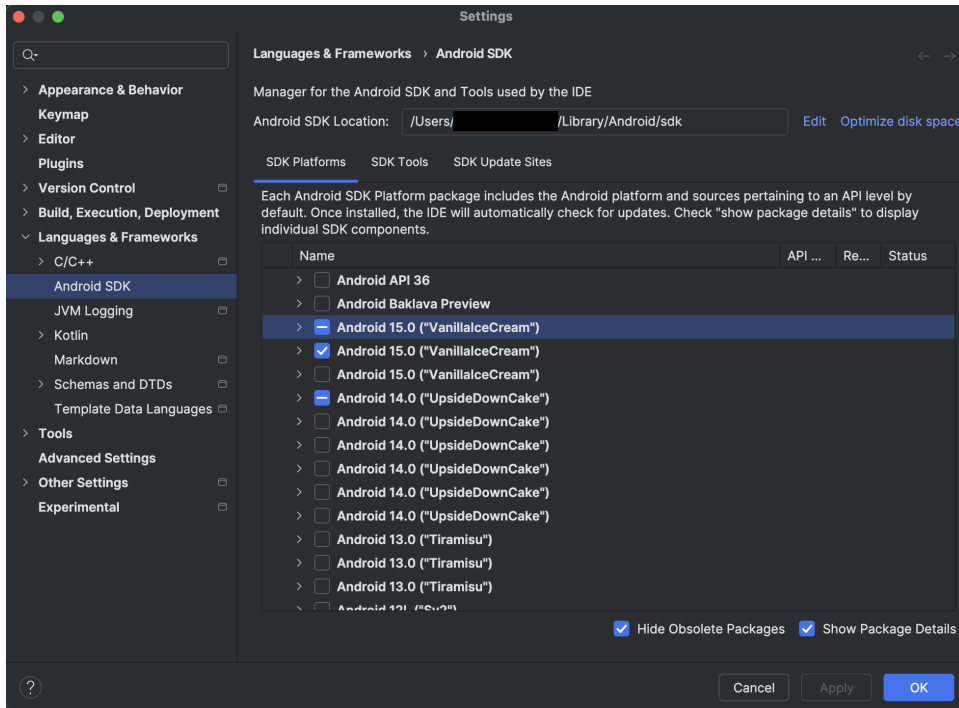 Settings
Languages & Frameworks › Android SDK
Manager for the Android SDK and Tools used by the IDE
Android SDK Location: /Users/ /Library/Android/sdk Edit Optimize disk space
Appearance & Behavior
Keymap
Editor
Plugins
Version Control
Build, Execution, Deployment
Languages & Frameworks
C/C++
Android SDK
JVM Logging
Kotlin
Markdown
Schemas and DTDs
Template Data Languages
Tools
Advanced Settings
Other Settings
Experimental
SDK Platforms SDK Tools SDK Update Sites
Each Android SDK Platform package includes the Android platform and sources pertaining to an API level by
default. Once installed, the IDE will automatically check for updates. Check "show package details" to display
individual SDK components.
Name API ... Re... Status
Android API 36
Android Baklava Preview
Android 15.0 ("VanillaIceCream")
Android 15.0 ("VanillaIceCream")
Android 15.0 ("VanillaIceCream")
Android 14.0 ("UpsideDownCake")
Android 14.0 ("UpsideDownCake")
Android 14.0 ("UpsideDownCake")
Android 14.0 ("UpsideDownCake")
Android 14.0 ("UpsideDownCake")
Android 14.0 ("UpsideDownCake")
Android 13.0 ("Tiramisu")
Android 13.0 ("Tiramisu")
Android 13.0 ("Tiramisu")
Android 12L ("Sv2")
Hide Obsolete Packages Show Package Details
? Cancel Apply OK